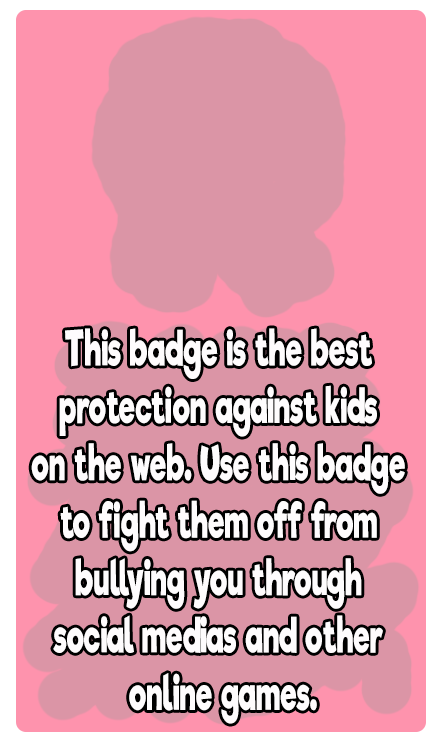 This badge is the best
protection against kids
on the web. Use this badge
to fight them off from
bullying you through
social medias and other
online games.